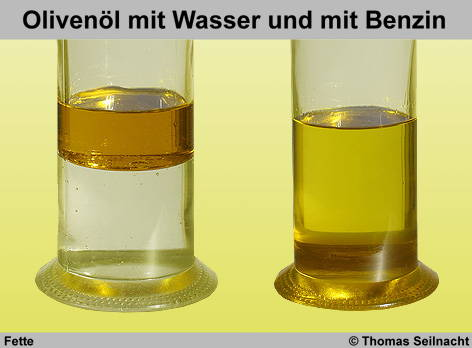 Olivenöl mit Wasser und mit Benzin
Fette
© Thomas Seilnacht